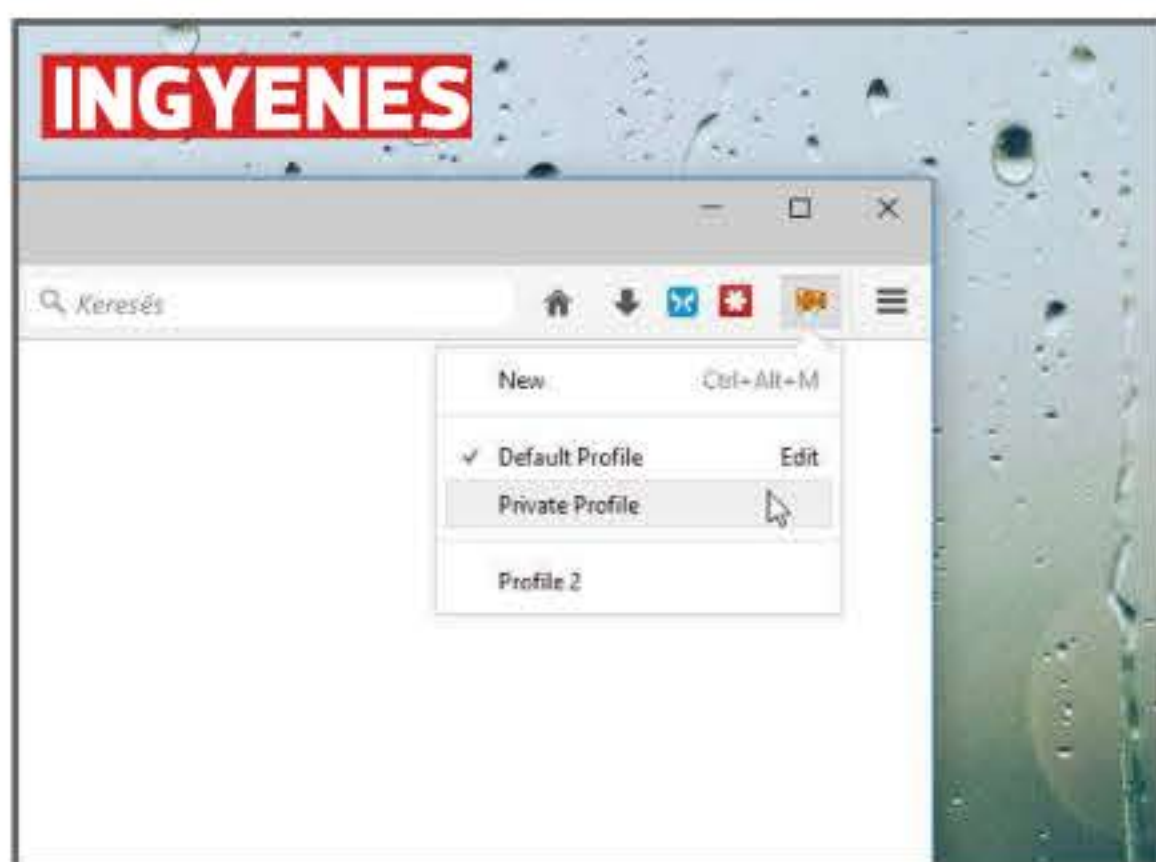 INGYENES
Keresés
New Ctrl+Alt+M
Default Profile Edit
Private Profile
Profile 2